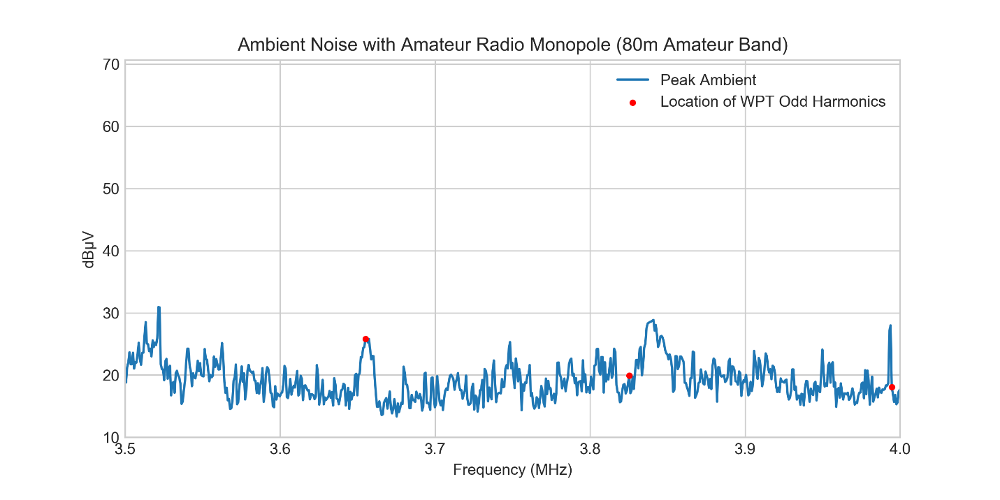 Ambient Noise with Amateur Radio Monopole (80m Amateur Band)
Peak Ambient
Location of WPT Odd Harmonics
dBμV
70
60
50
40
30
20
10
3.5 3.6 3.7 3.8 3.9 4.0
Frequency (MHz)